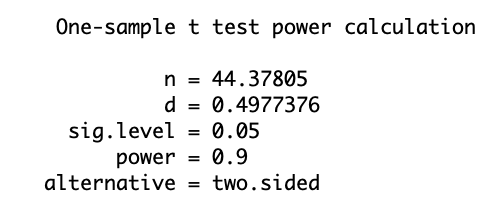 One-sample t test power calculation
n = 44.37805
d = 0.4977376
sig.level = 0.05
power = 0.9
alternative = two.sided